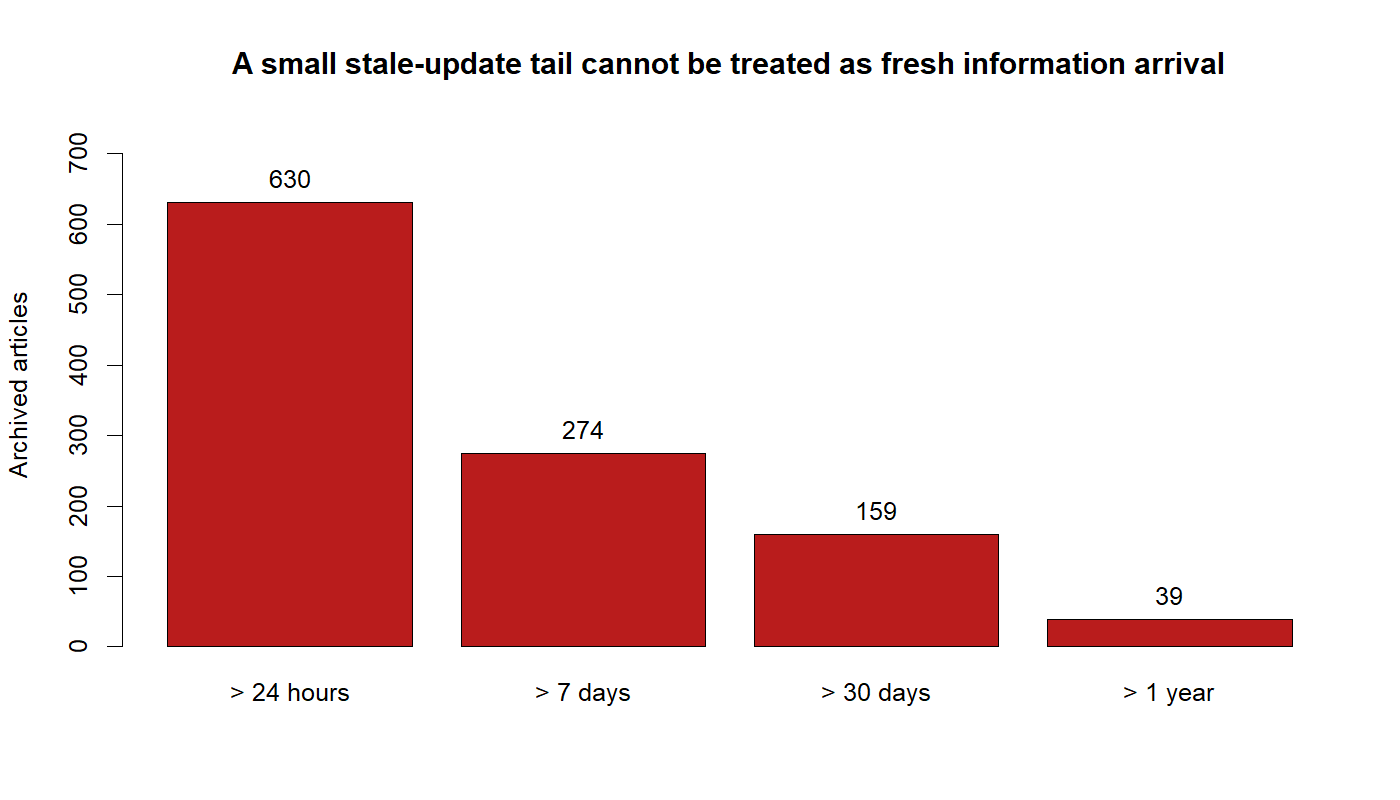 A small stale-update tail cannot be treated as fresh information arrival
Archived articles
700
600
500
400
300
200
100
0
630
274
159
39
> 24 hours
> 7 days
> 30 days
> 1 year